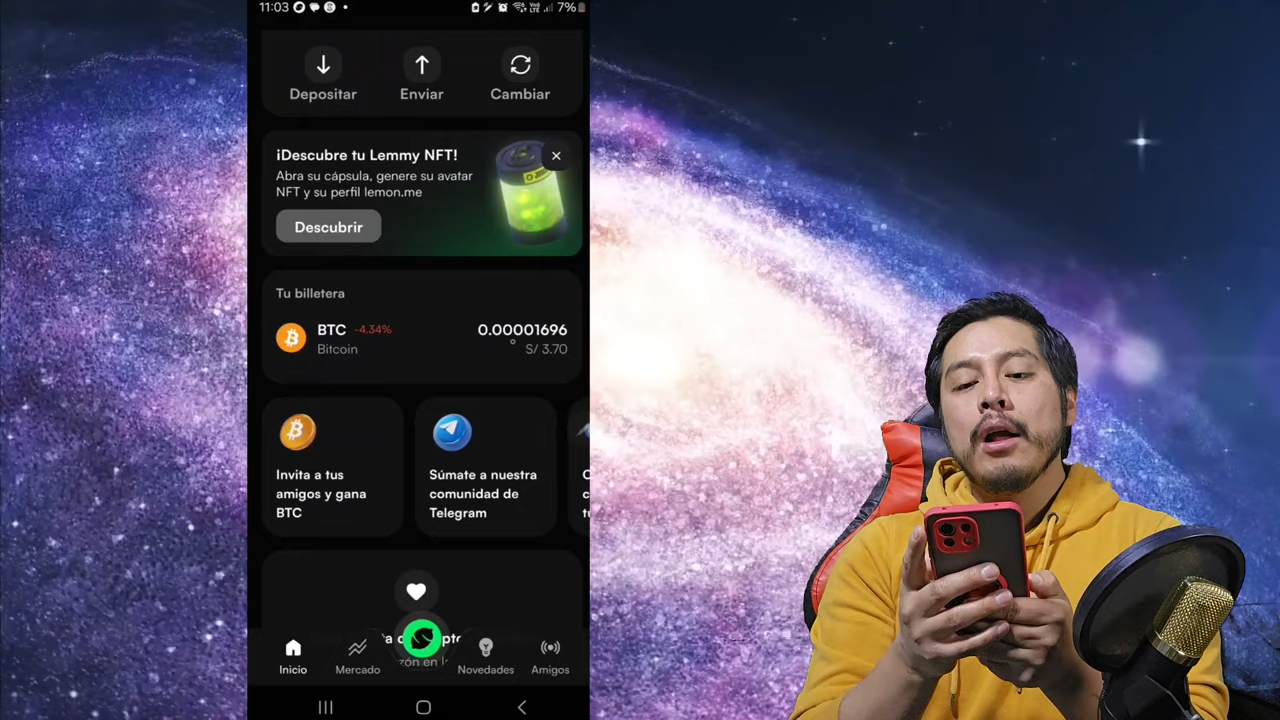 11:03
7%
Depositar Enviar Cambiar
¡Descubre tu Lemmy NFT!
Abra su cápsula, genere su avatar
NFT y su perfil lemon.me
Descubrir
Tu billetera
BTC -4.34% 0.00001696
Bitcoin S/ 3.70
Invita a tus
amigos y gana
BTC
Súmate a nuestra
comunidad de
Telegram
Inicio Mercado Novedades Amigos